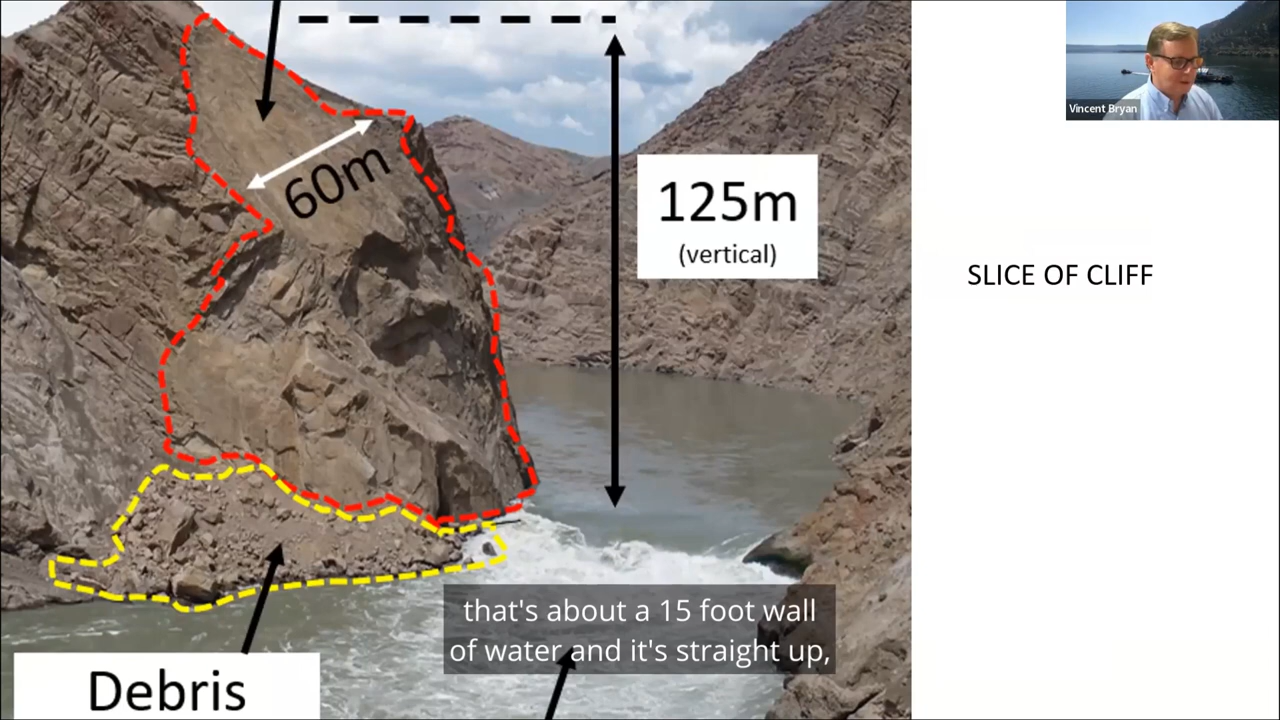 60m
125m
(vertical)
Vincent Bryan
SLICE OF CLIFF
that's about a 15 foot wall
of water and it's straight up,
Debris